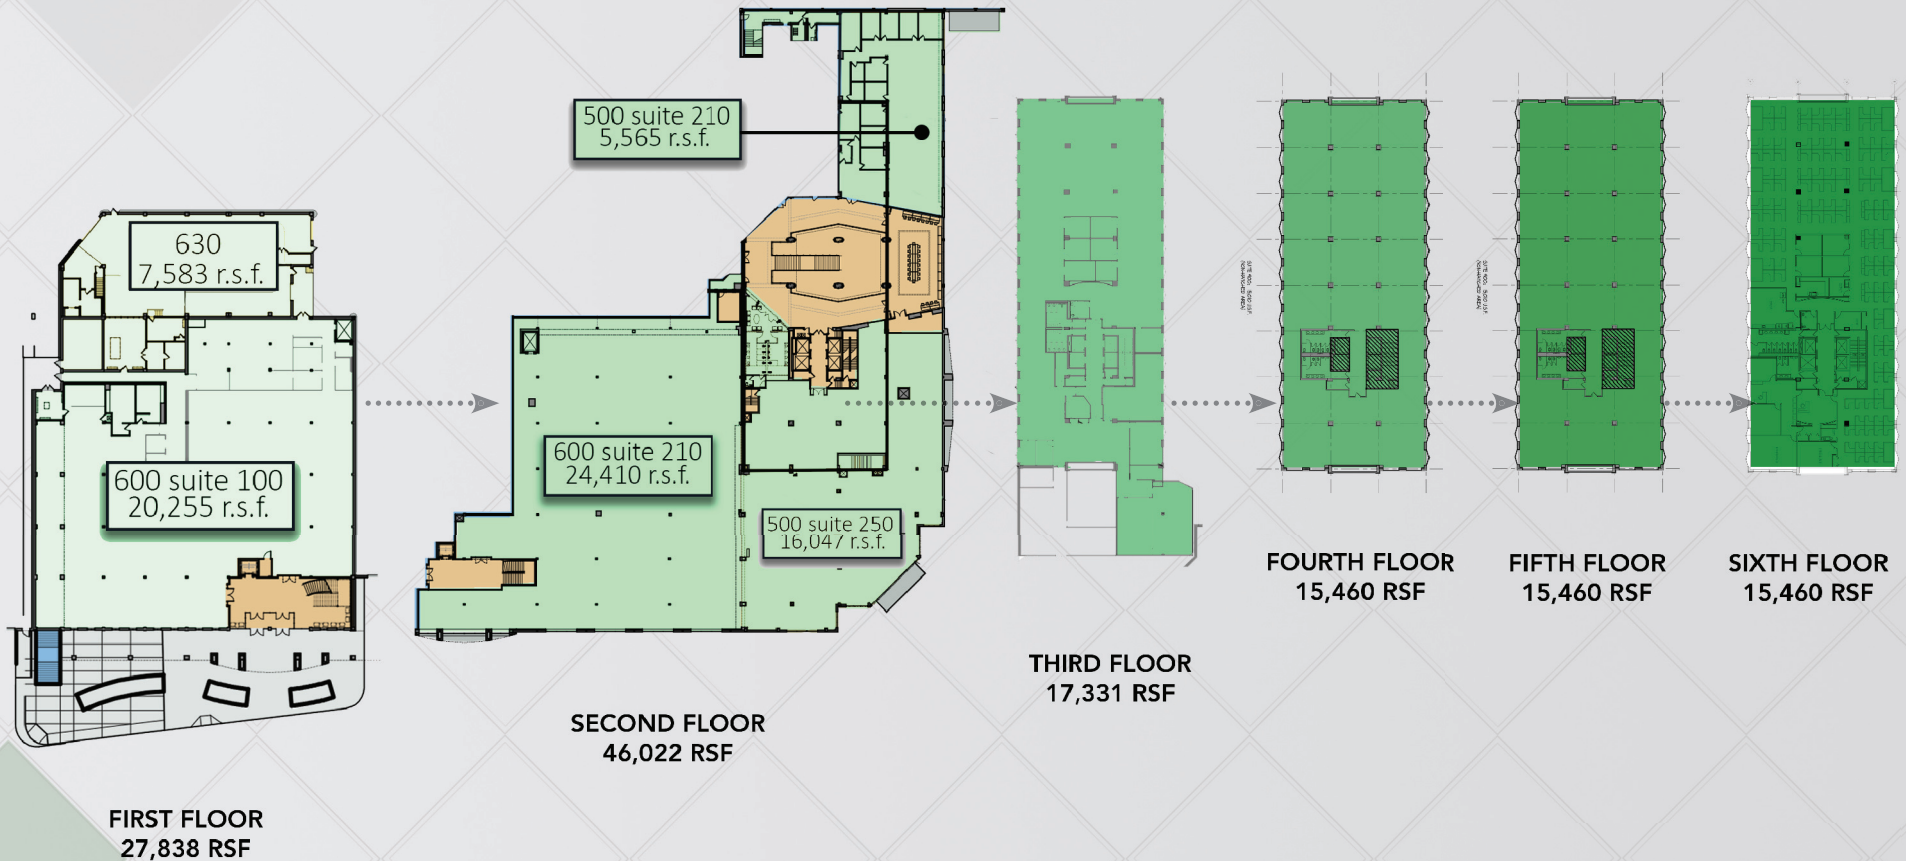 500 suite 210
5,565 r.s.f.
630
7,583 r.s.f.
600 suite 100
20,255 r.s.f.
600 suite 210
24,410 r.s.f.
500 suite 250
16,047 r.s.f.
FIRST FLOOR
27,838 RSF
SECOND FLOOR
46,022 RSF
THIRD FLOOR
17,331 RSF
FOURTH FLOOR
15,460 RSF
FIFTH FLOOR
15,460 RSF
SIXTH FLOOR
15,460 RSF